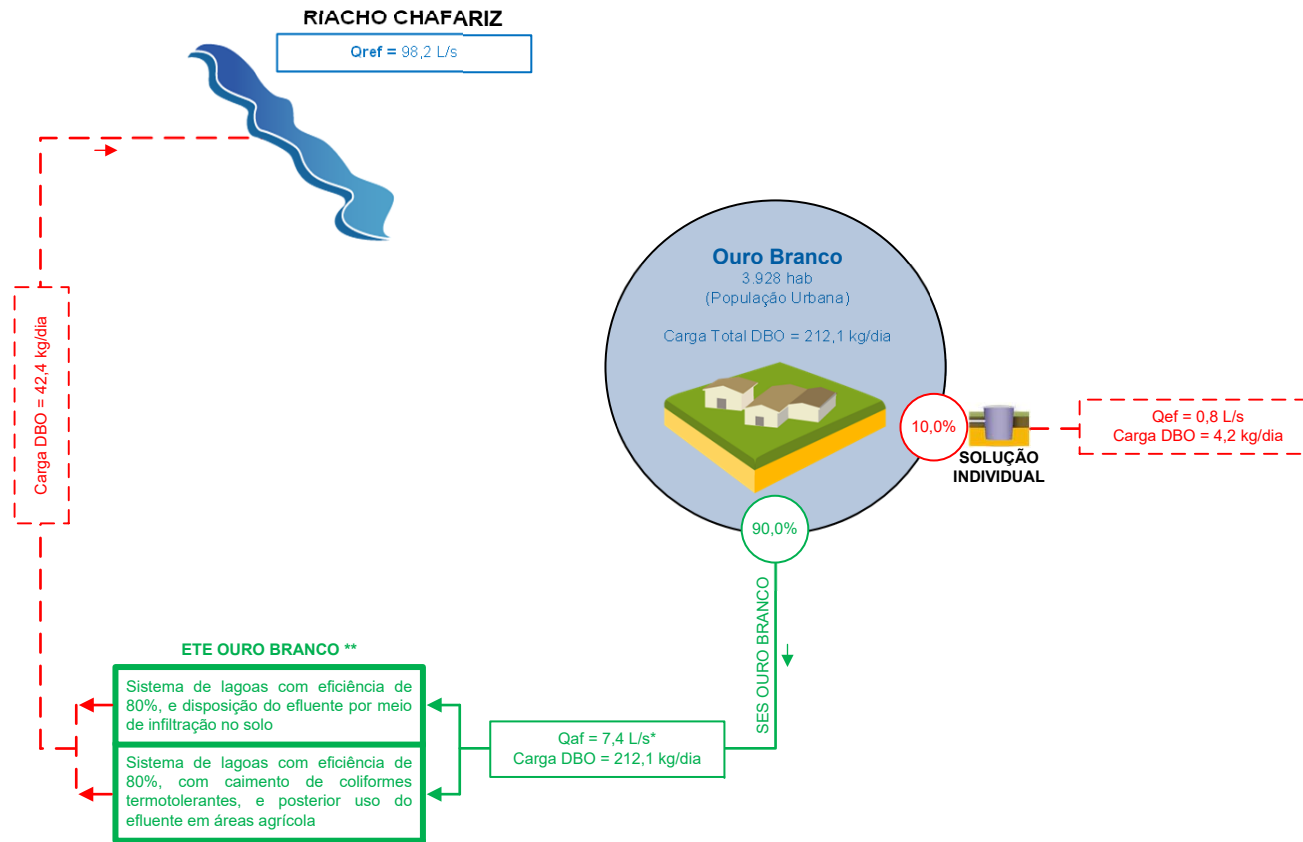 RIACHO CHAFARIZ
Qref = 98,2 L/s
Ouro Branco
3.928 hab
(População Urbana)
Carga Total DBO = 212,1 kg/dia
10,0%
SOLUÇÃO
INDIVIDUAL
Qef = 0,8 L/s
Carga DBO = 4,2 kg/dia
90,0%
SES OURO BRANCO
Carga DBO = 42,4 kg/dia
ETE OURO BRANCO **
Sistema de lagoas com eficiência de
80%, e disposição do efluente por meio
de infiltração no solo
Sistema de lagoas com eficiência de
80%, com caimento de coliformes
termotolerantes, e posterior uso do
efluente em áreas agrícola
Qaf = 7,4 L/s*
Carga DBO = 212,1 kg/dia